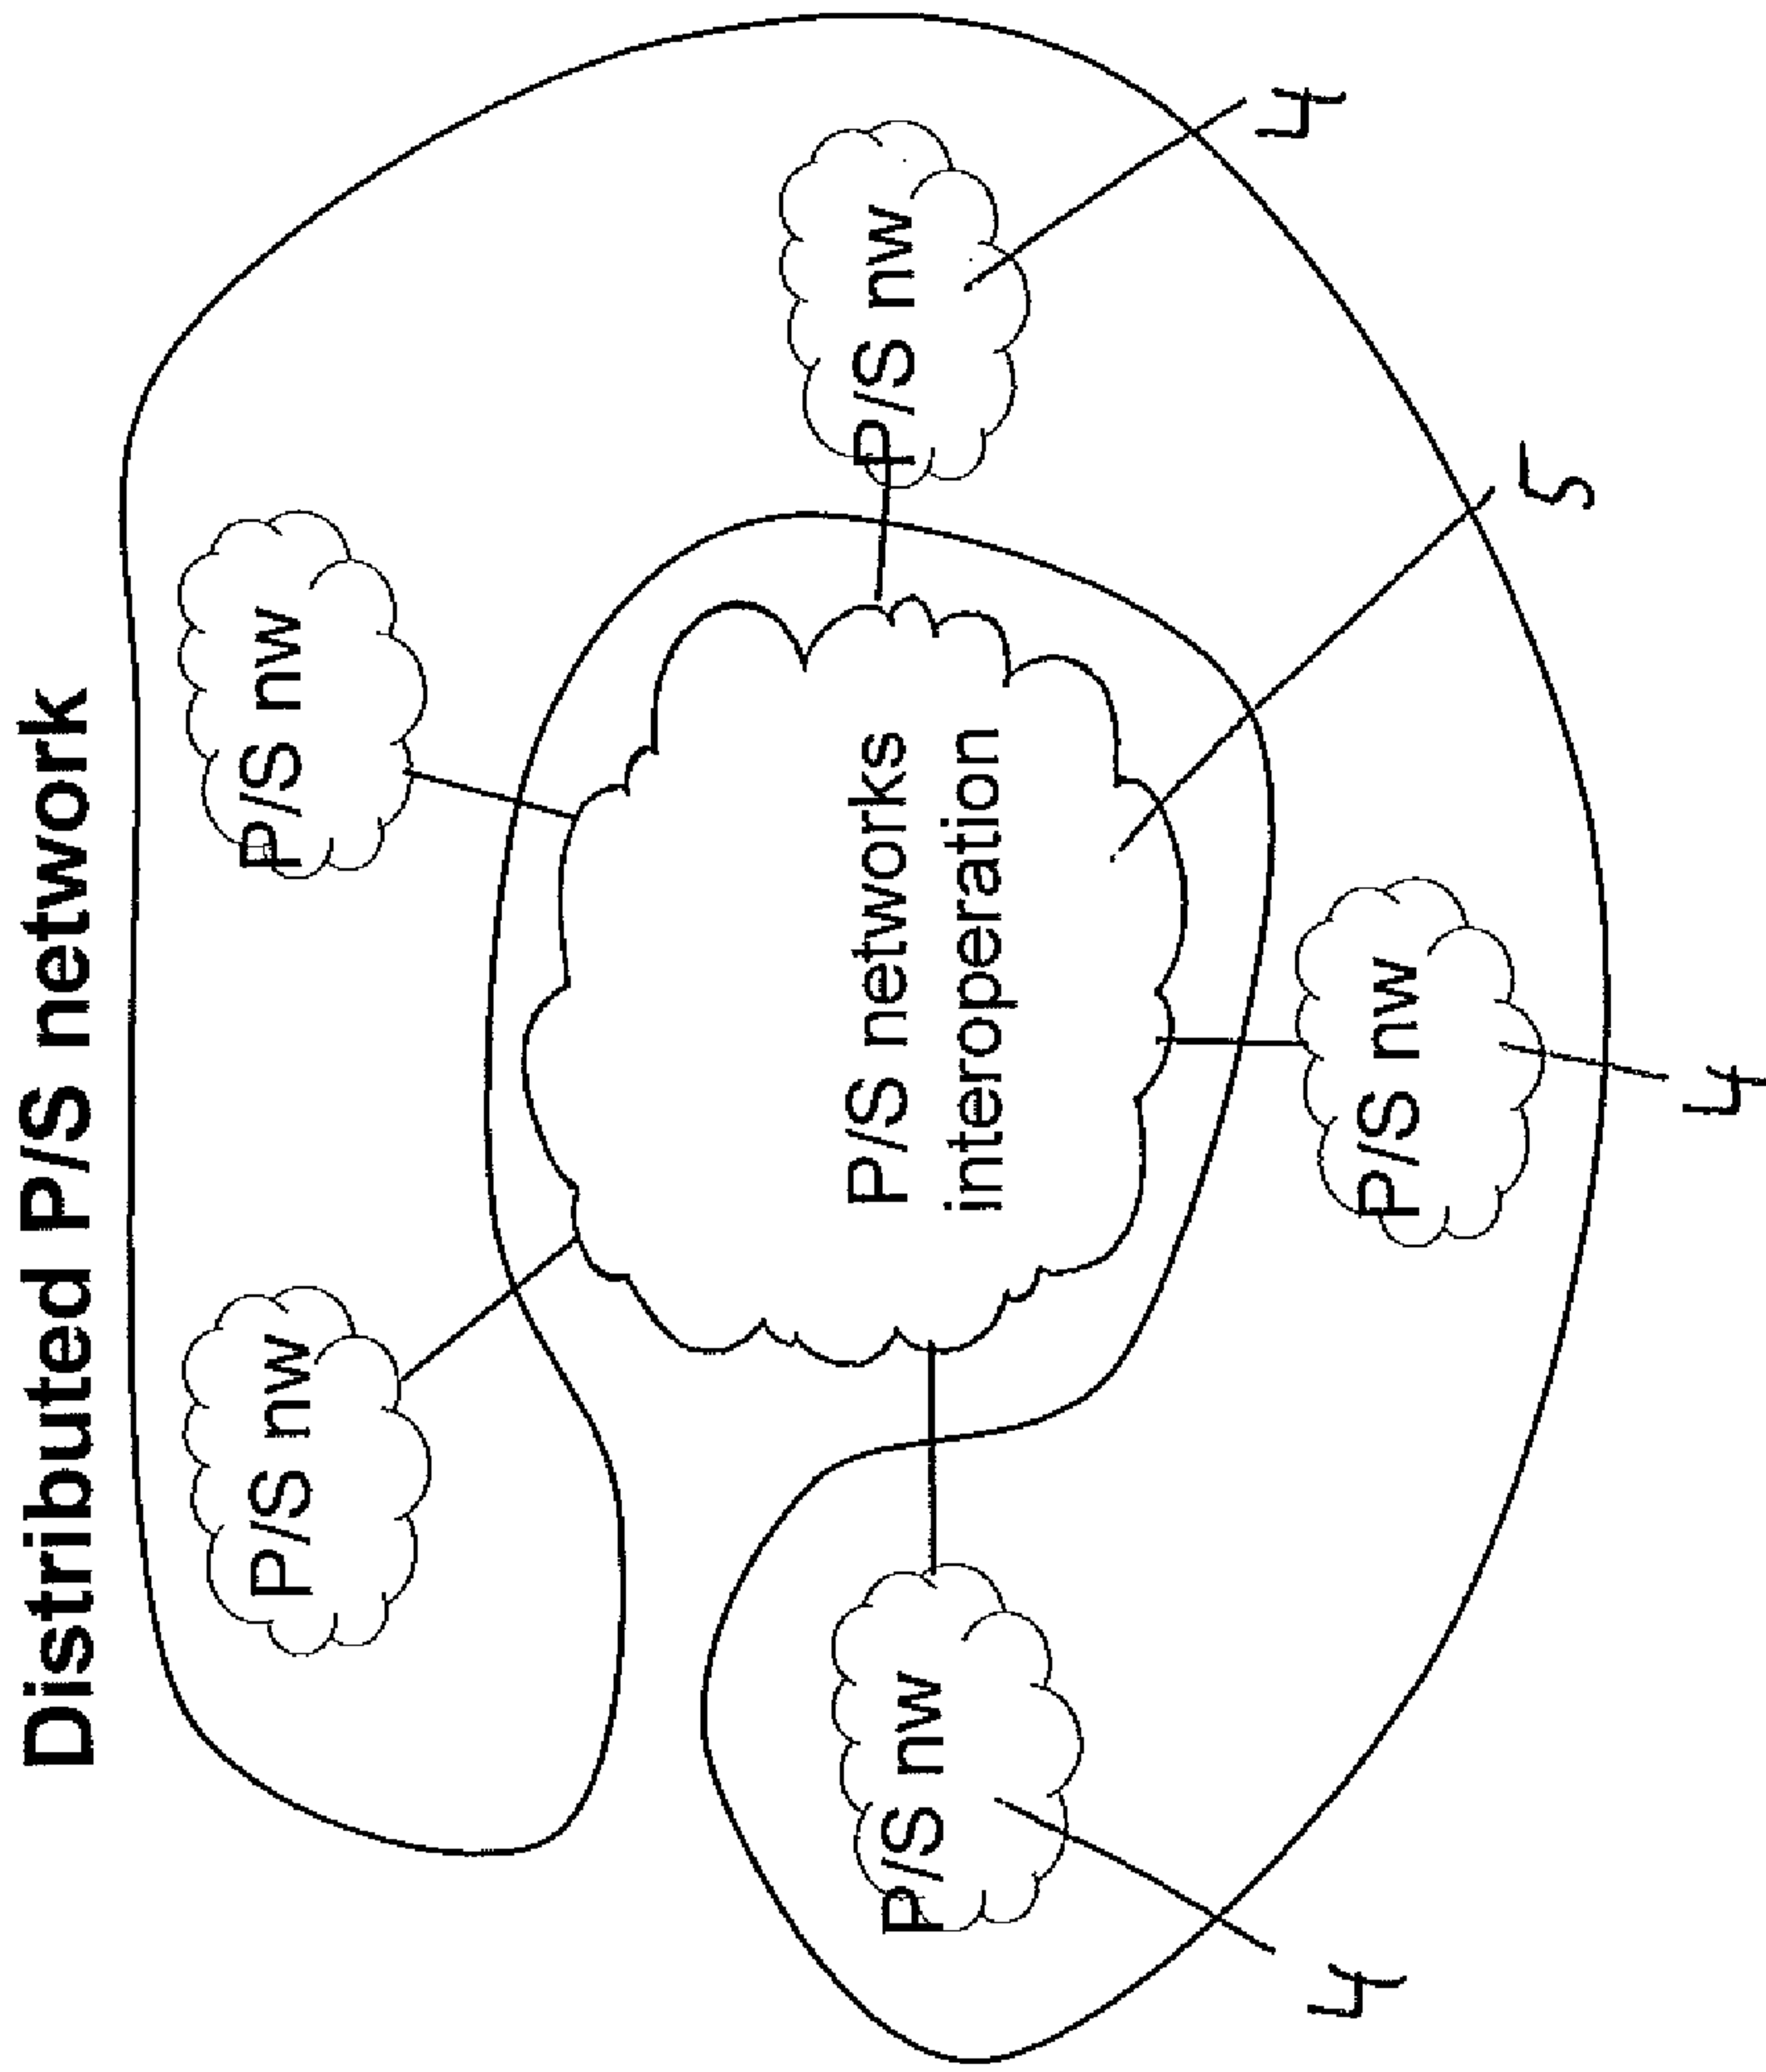 Distributed P/S network
P/S nw
P/S nw
P/S nw
P/S networks
interoperation
P/S nw
4
4
P/S nw
5
4